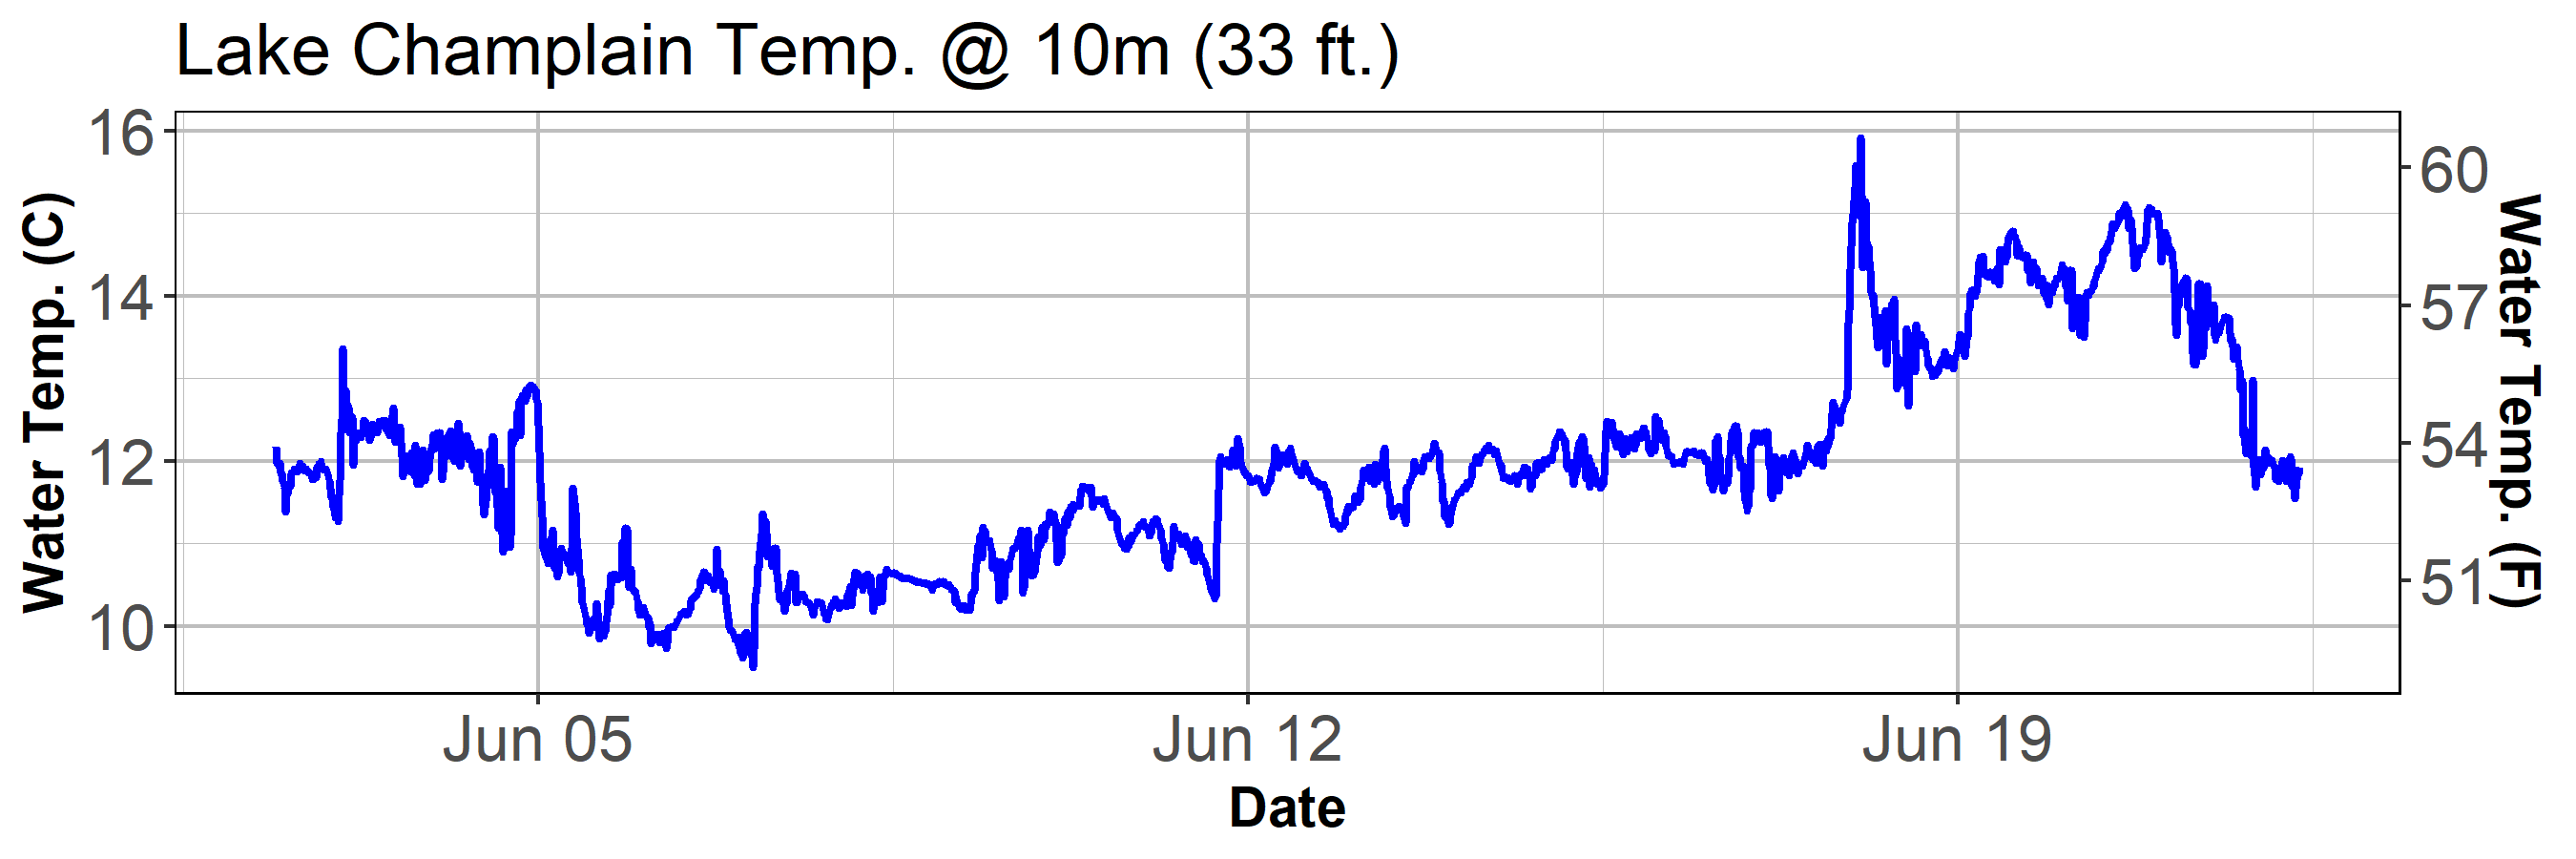 Lake Champlain Temp. @ 10m (33 ft.)
Water Temp. (C)
16
14
12
10
60
57
54
51
Water Temp. (F)
Jun 05
Jun 12
Jun 19
Date